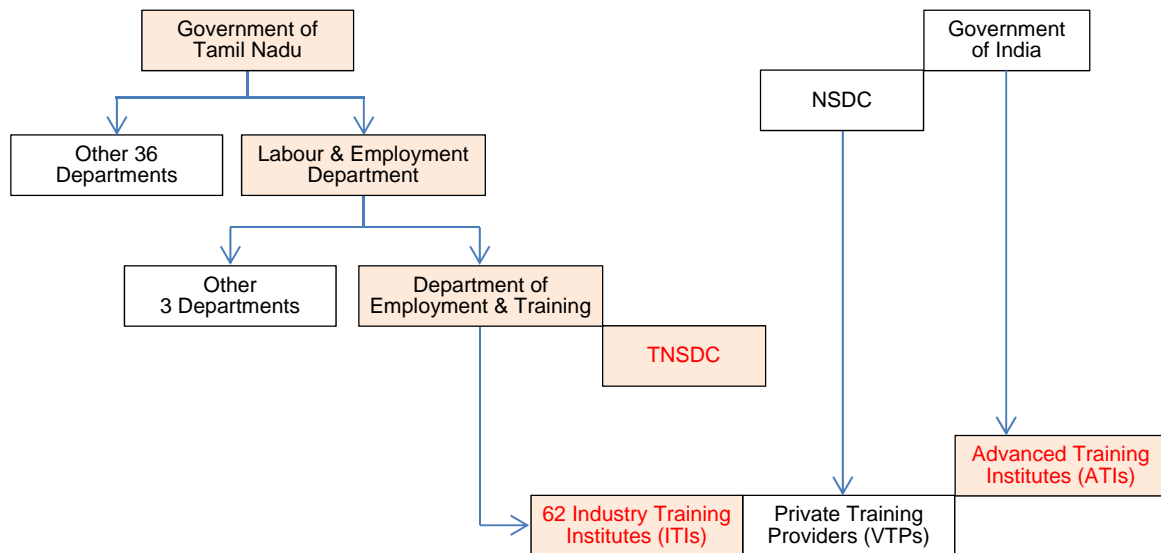 Government of
Tamil Nadu
Government
of India
NSDC
Other 36
Departments
Labour & Employment
Department
Other
3 Departments
Department of
Employment & Training
TNSDC
Advanced Training
Institutes (ATIs)
62 Industry Training
Institutes (ITIs)
Private Training
Providers (VTPs)